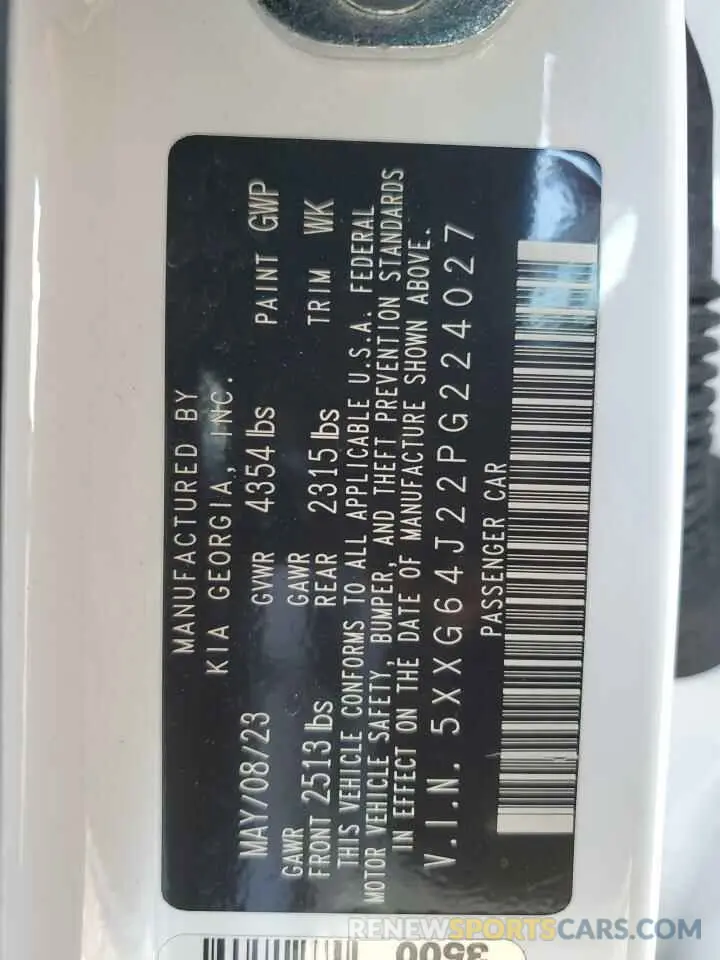 MANUFACTURED BY
KIA GEORGIA, INC.
MAY/08/23 GVWR 4354 lbs PAINT GWP
GAWR FRONT 2513 lbs GAWR REAR 2315 lbs TRIM WK
THIS VEHICLE CONFORMS TO ALL APPLICABLE U.S.A. FEDERAL
MOTOR VEHICLE SAFETY, BUMPER, AND THEFT PREVENTION STANDARDS
IN EFFECT ON THE DATE OF MANUFACTURE SHOWN ABOVE.
V.I.N. 5XXG64J22PG224027
PASSENGER CAR
3500
RENEWSPORTSCARS.COM